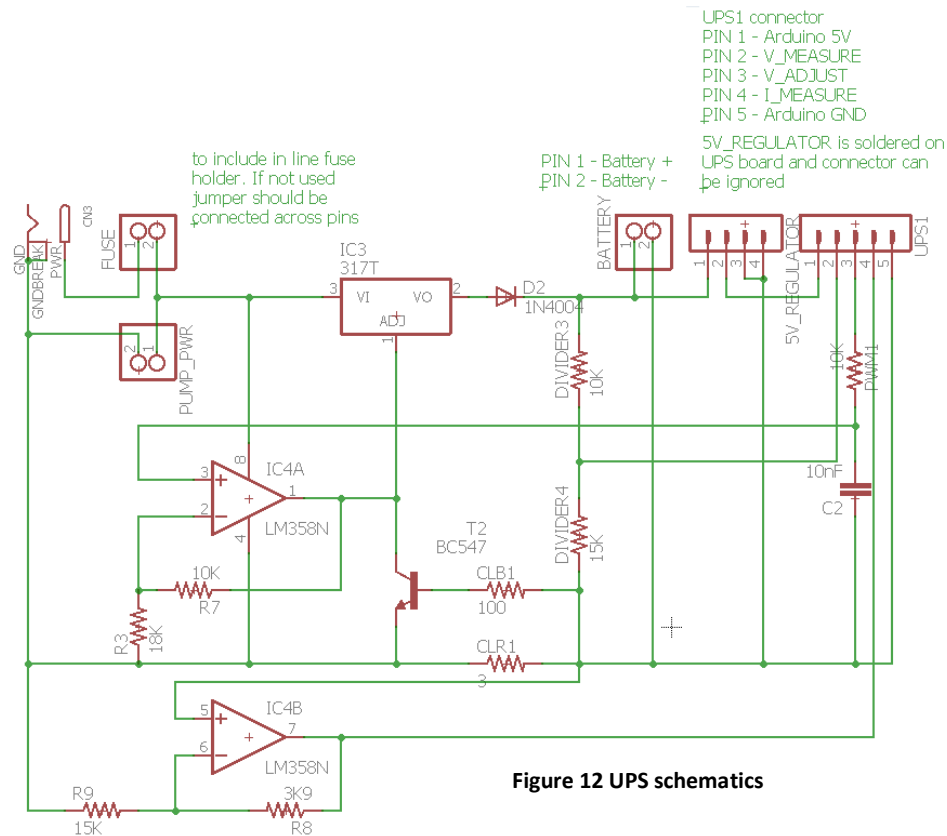 UPS1 connector
PIN 1 - Arduino 5V
PIN 2 - V_MEASURE
PIN 3 - V_ADJUST
PIN 4 - I_MEASURE
PIN 5 - Arduino GND
5V_REGULATOR is soldered on
UPS board and connector can
be ignored
to include in line fuse
holder. If not used
jumper should be
connected across pins
PIN 1 - Battery +
PIN 2 - Battery -
GND
GNDBREAK
PWR
CN3
FUSE
1
2
PUMP_PWR
2
1
IC3
317T
3
VI
VO
2
ADJ
1
D2
1N4004
BATTERY
1
2
5V_REGULATOR
1
2
3
4
UPS1
1
2
3
4
5
DIVIDER3
10K
10K
PWM1
IC4A
3
2
8
1
4
LM358N
10nF
C2
DIVIDER4
15K
T2
BC547
CLB1
100
10K
R7
R3
18K
CLR1
3
IC4B
5
6
7
LM358N
R9
15K
3K9
R8
Figure 12 UPS schematics